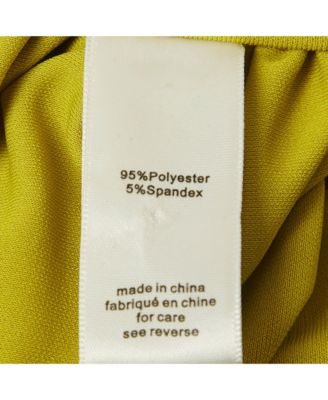 95%Polyester
5%Spandex
made in china
fabriqué en chine
for care
see reverse